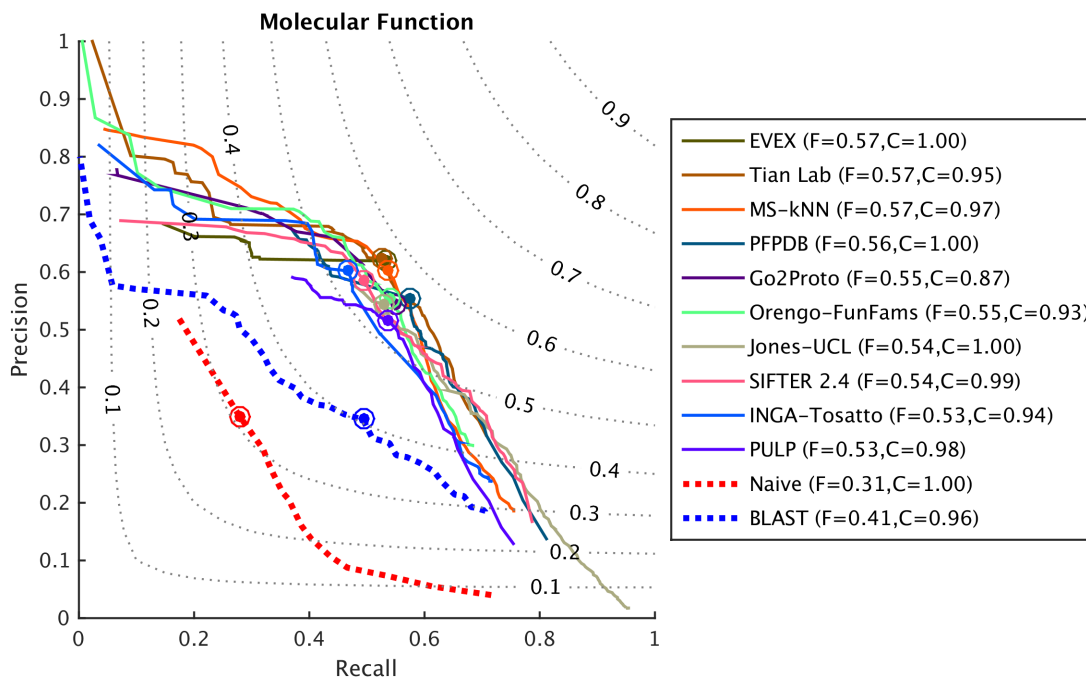 Molecular Function
Precision
1
0.9
0.8
0.7
0.6
0.5
0.4
0.3
0.2
0.1
0
0
0.2
0.4
0.6
0.8
1
Recall
0.1
0.2
0.3
0.4
0.9
0.8
0.7
0.6
0.5
0.4
0.3
0.2
0.1
EVEX (F=0.57,C=1.00)
Tian Lab (F=0.57,C=0.95)
MS-kNN (F=0.57,C=0.97)
PFPDB (F=0.56,C=1.00)
Go2Proto (F=0.55,C=0.87)
Orengo-FunFams (F=0.55,C=0.93)
Jones-UCL (F=0.54,C=1.00)
SIFTER 2.4 (F=0.54,C=0.99)
INGA-Tosatto (F=0.53,C=0.94)
PULP (F=0.53,C=0.98)
Naive (F=0.31,C=1.00)
BLAST (F=0.41,C=0.96)